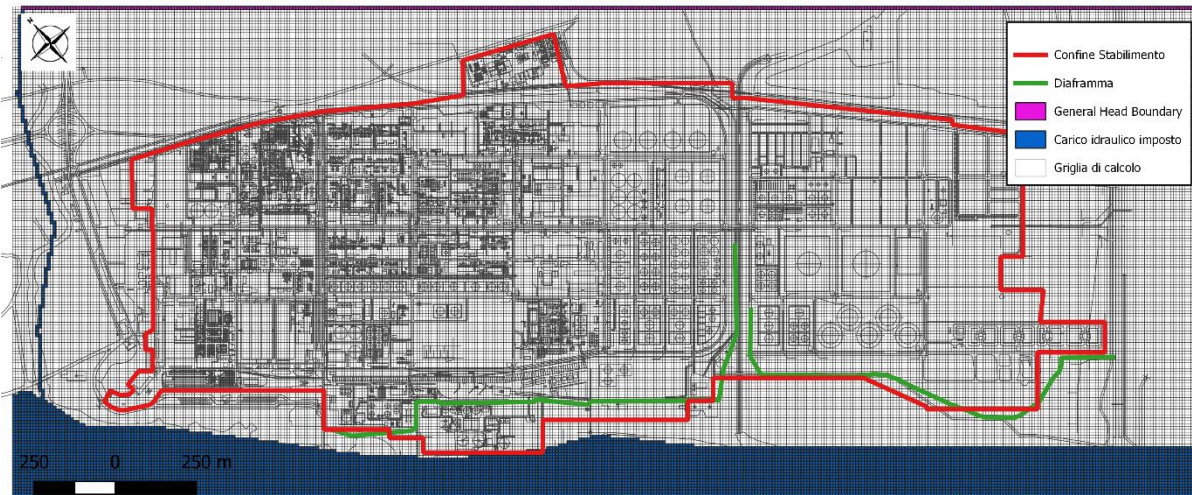 N
Confine Stabilimento
Diaframma
General Head Boundary
Carico idraulico imposto
Griglia di calcolo
250 0 250 m